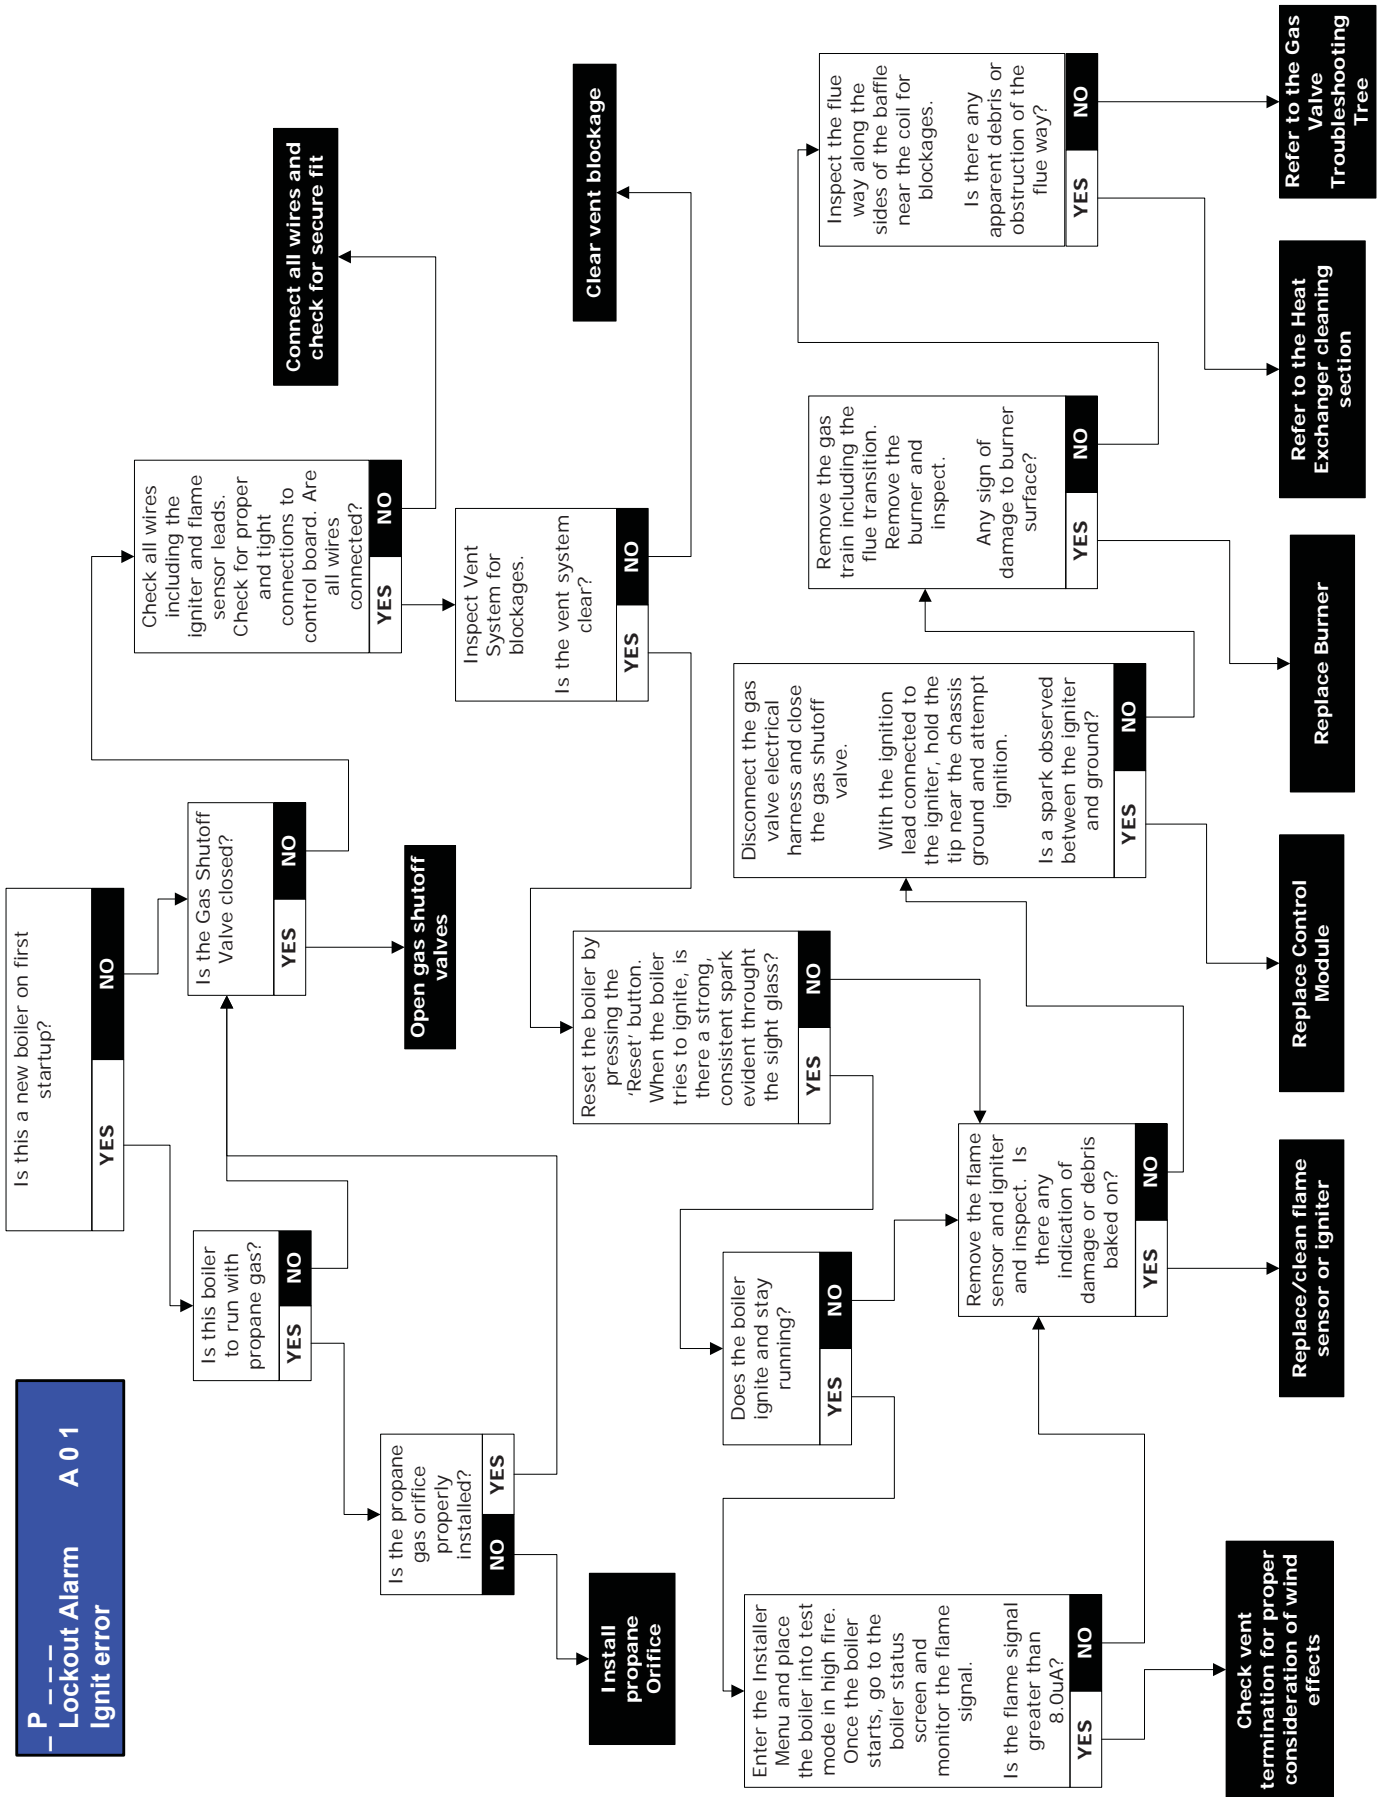 _ P _ _ _
Lockout Alarm A 0 1
Ignit error
Is this a new boiler on first
startup?
YES
NO
Is this boiler
to run with
propane gas?
YES
NO
Is the Gas Shutoff
Valve closed?
YES
NO
Check all wires
including the
igniter and flame
sensor leads.
Check for proper
and tight
connections to
control board. Are
all wires
connected?
YES
NO
Connect all wires and
check for secure fit
Is the propane
gas orifice
properly
installed?
NO
YES
Open gas shutoff
valves
Inspect Vent
System for
blockages.
Is the vent system
clear?
YES
NO
Clear vent blockage
Install
propane
Orifice
Reset the boiler by
pressing the
'Reset' button.
When the boiler
tries to ignite, is
there a strong,
consistent spark
evident throught
the sight glass?
YES
NO
Does the boiler
ignite and stay
running?
YES
NO
Enter the Installer
Menu and place
the boiler into test
mode in high fire.
Once the boiler
starts, go to the
boiler status
screen and
monitor the flame
signal.
Is the flame signal
greater than
8.0uA?
YES
NO
Remove the flame
sensor and igniter
and inspect. Is
there any
indication of
damage or debris
baked on?
YES
NO
Disconnect the gas
valve electrical
harness and close
the gas shutoff
valve.
With the ignition
lead connected to
the igniter, hold the
tip near the chassis
ground and attempt
ignition.
Is a spark observed
between the igniter
and ground?
YES
NO
Remove the gas
train including the
flue transition.
Remove the
burner and
inspect.
Any sign of
damage to burner
surface?
YES
NO
Inspect the flue
way along the
sides of the baffle
near the coil for
blockages.
Is there any
apparent debris or
obstruction of the
flue way?
YES
NO
Check vent
termination for proper
consideration of wind
effects
Replace/clean flame
sensor or igniter
Replace Control
Module
Replace Burner
Refer to the Heat
Exchanger cleaning
section
Refer to the Gas
Valve
Troubleshooting
Tree